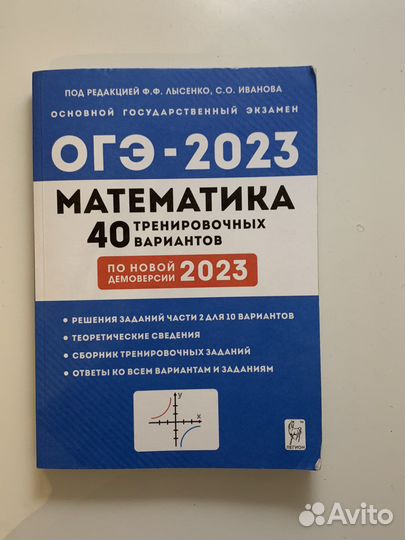 ПОД РЕДАКЦИЕЙ Ф.Ф. ЛЫСЕНКО, С.О. ИВАНОВА
ОСНОВНОЙ ГОСУДАРСТВЕННЫЙ ЭКЗАМЕН
ОГЭ-2023
МАТЕМАТИКА
40 ТРЕНИРОВОЧНЫХ
ВАРИАНТОВ
ПО НОВОЙ
ДЕМОВЕРСИИ 2023
• РЕШЕНИЯ ЗАДАНИЙ ЧАСТИ 2 ДЛЯ 10 ВАРИАНТОВ
• ТЕОРЕТИЧЕСКИЕ СВЕДЕНИЯ
• СБОРНИК ТРЕНИРОВОЧНЫХ ЗАДАНИЙ
• ОТВЕТЫ КО ВСЕМ ВАРИАНТАМ И ЗАДАНИЯМ
y
x
ЛЕГИОН
Avito